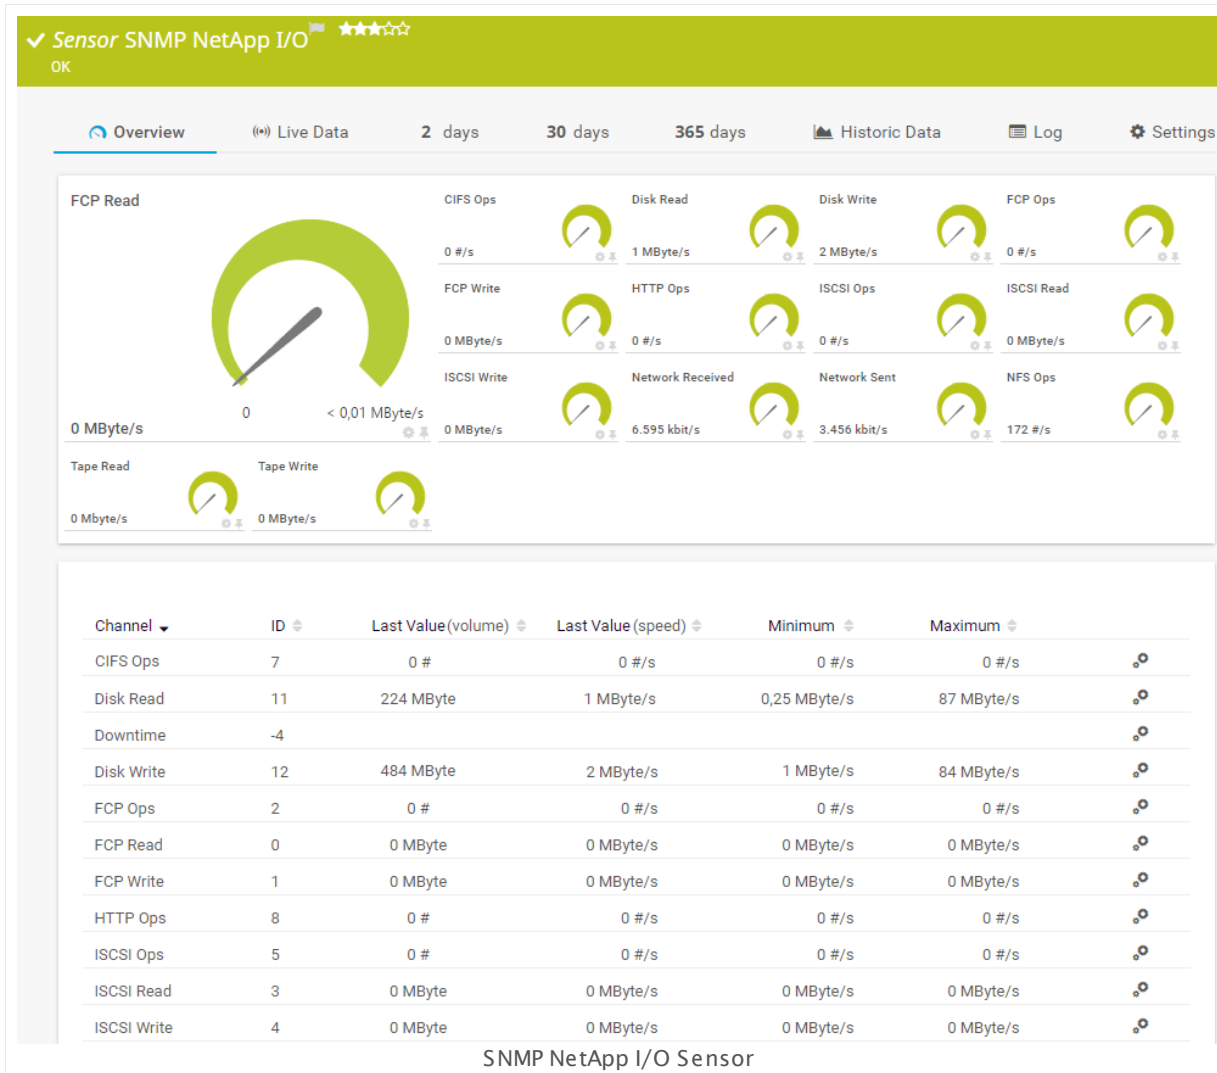 Sensor SNMP NetApp I/O
OK
Overview Live Data 2 days 30 days 365 days Historic Data Log Settings
FCP Read
0 < 0,01 MByte/s
0 MByte/s
CIFS Ops
0 #/s
Disk Read
1 MByte/s
Disk Write
2 MByte/s
FCP Ops
0 #/s
FCP Write
0 MByte/s
HTTP Ops
0 #/s
ISCSI Ops
0 #/s
ISCSI Read
0 MByte/s
ISCSI Write
0 MByte/s
Network Received
6.595 kbit/s
Network Sent
3.456 kbit/s
NFS Ops
172 #/s
Tape Read
0 Mbyte/s
Tape Write
0 MByte/s
Channel ID Last Value (volume) Last Value (speed) Minimum Maximum
CIFS Ops 7 0 # 0 #/s 0 #/s 0 #/s
Disk Read 11 224 MByte 1 MByte/s 0,25 MByte/s 87 MByte/s
Downtime -4
Disk Write 12 484 MByte 2 MByte/s 1 MByte/s 84 MByte/s
FCP Ops 2 0 # 0 #/s 0 #/s 0 #/s
FCP Read 0 0 MByte 0 MByte/s 0 MByte/s 0 MByte/s
FCP Write 1 0 MByte 0 MByte/s 0 MByte/s 0 MByte/s
HTTP Ops 8 0 # 0 #/s 0 #/s 0 #/s
ISCSI Ops 5 0 # 0 #/s 0 #/s 0 #/s
ISCSI Read 3 0 MByte 0 MByte/s 0 MByte/s 0 MByte/s
ISCSI Write 4 0 MByte 0 MByte/s 0 MByte/s 0 MByte/s
SNMP NetApp I/O Sensor